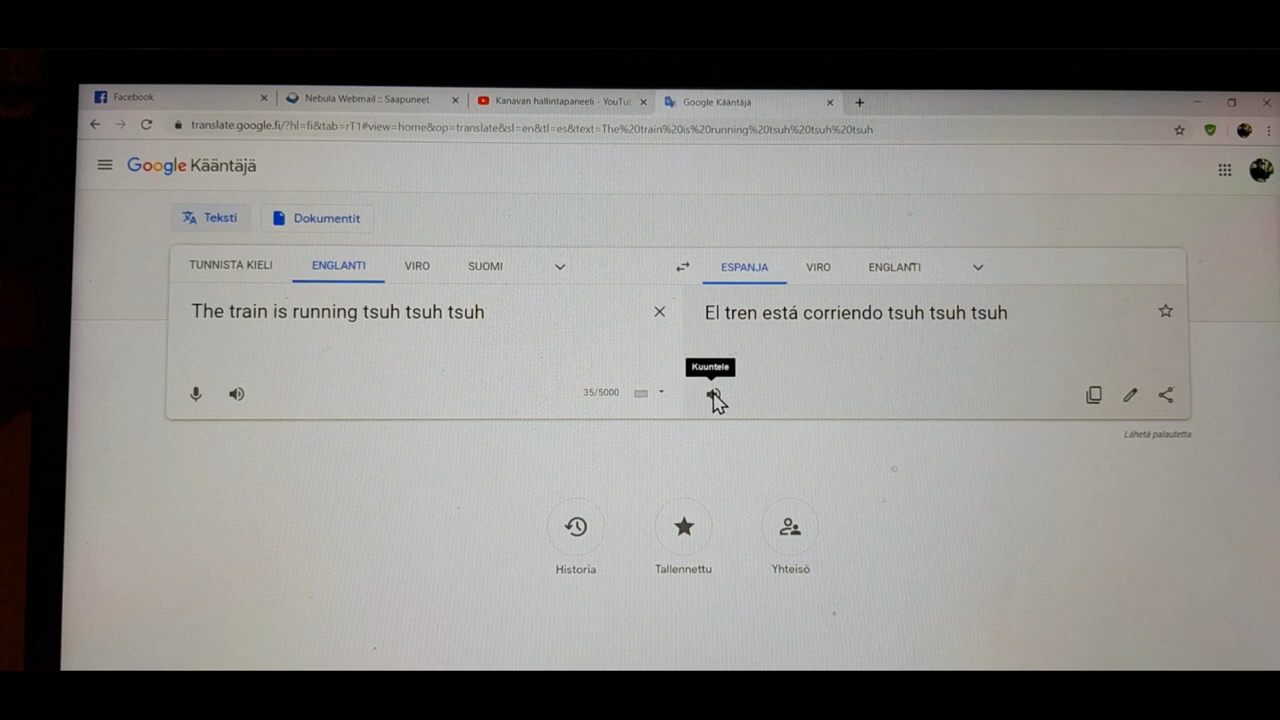 Facebook
Nebula Webmail :: Saapuneet
Kanavan hallintapaneeli - YouTu
Google Kääntäjä
translate.google.fi/?hl=fi&tab=rT1#view=home&op=translate&sl=en&tl=es&text=The%20train%20is%20running%20tsuh%20tsuh%20tsuh
Google Kääntäjä
Teksti
Dokumentit
TUNNISTA KIELI
ENGLANTI
VIRO
SUOMI
ESPANJA
VIRO
ENGLANTI
The train is running tsuh tsuh tsuh
El tren está corriendo tsuh tsuh tsuh
Kuuntele
35/5000
Lähetä palautetta
Historia
Tallennettu
Yhteisö